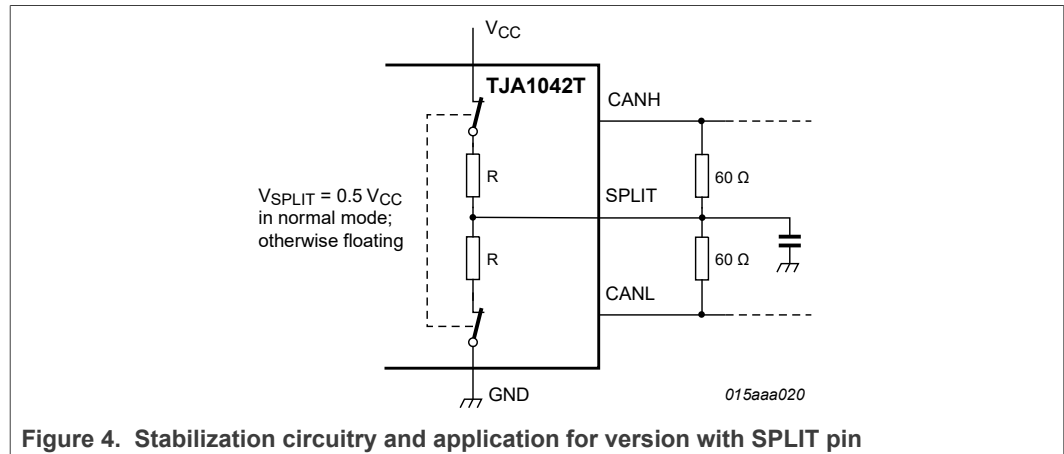 VCC
TJA1042T
CANH
R
60 Ω
VSPLIT = 0.5 VCC
in normal mode;
otherwise floating
SPLIT
R
60 Ω
CANL
GND
015aaa020
Figure 4. Stabilization circuitry and application for version with SPLIT pin